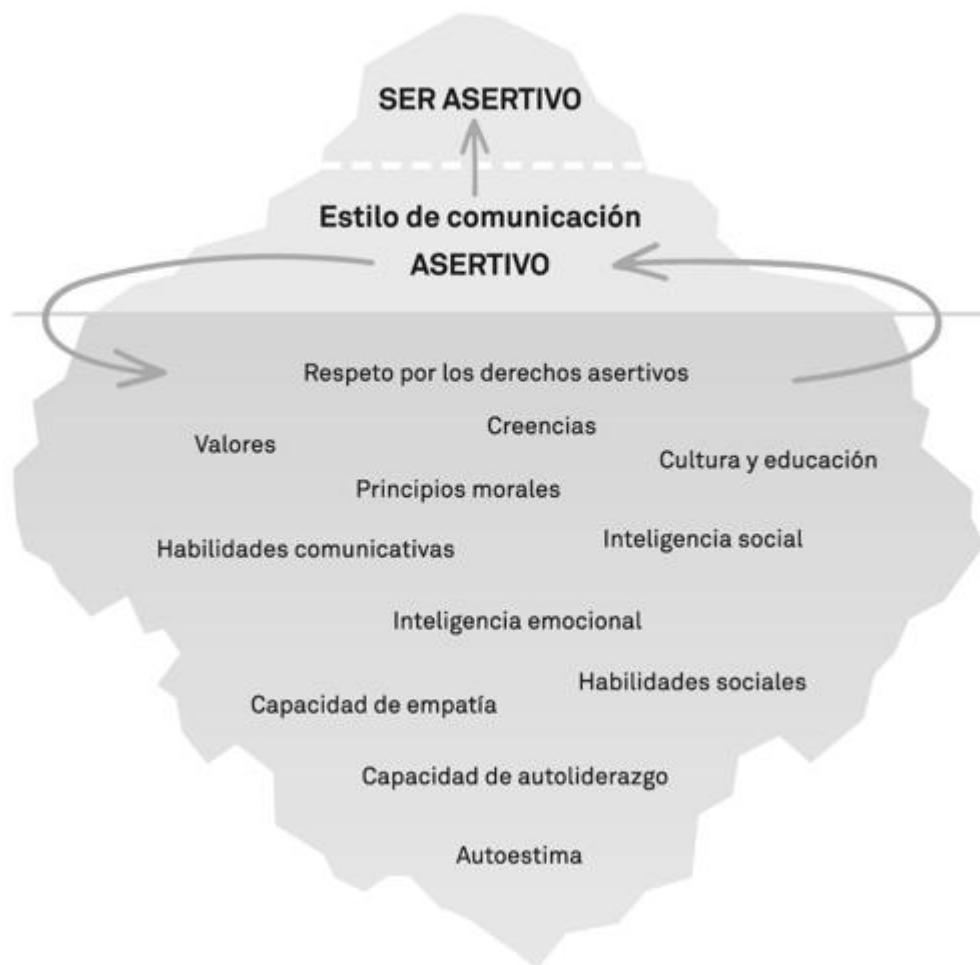 SER ASERTIVO
Estilo de comunicación
ASERTIVO
Respeto por los derechos asertivos
Creencias
Valores
Cultura y educación
Principios morales
Inteligencia social
Habilidades comunicativas
Inteligencia emocional
Habilidades sociales
Capacidad de empatía
Capacidad de autoliderazgo
Autoestima